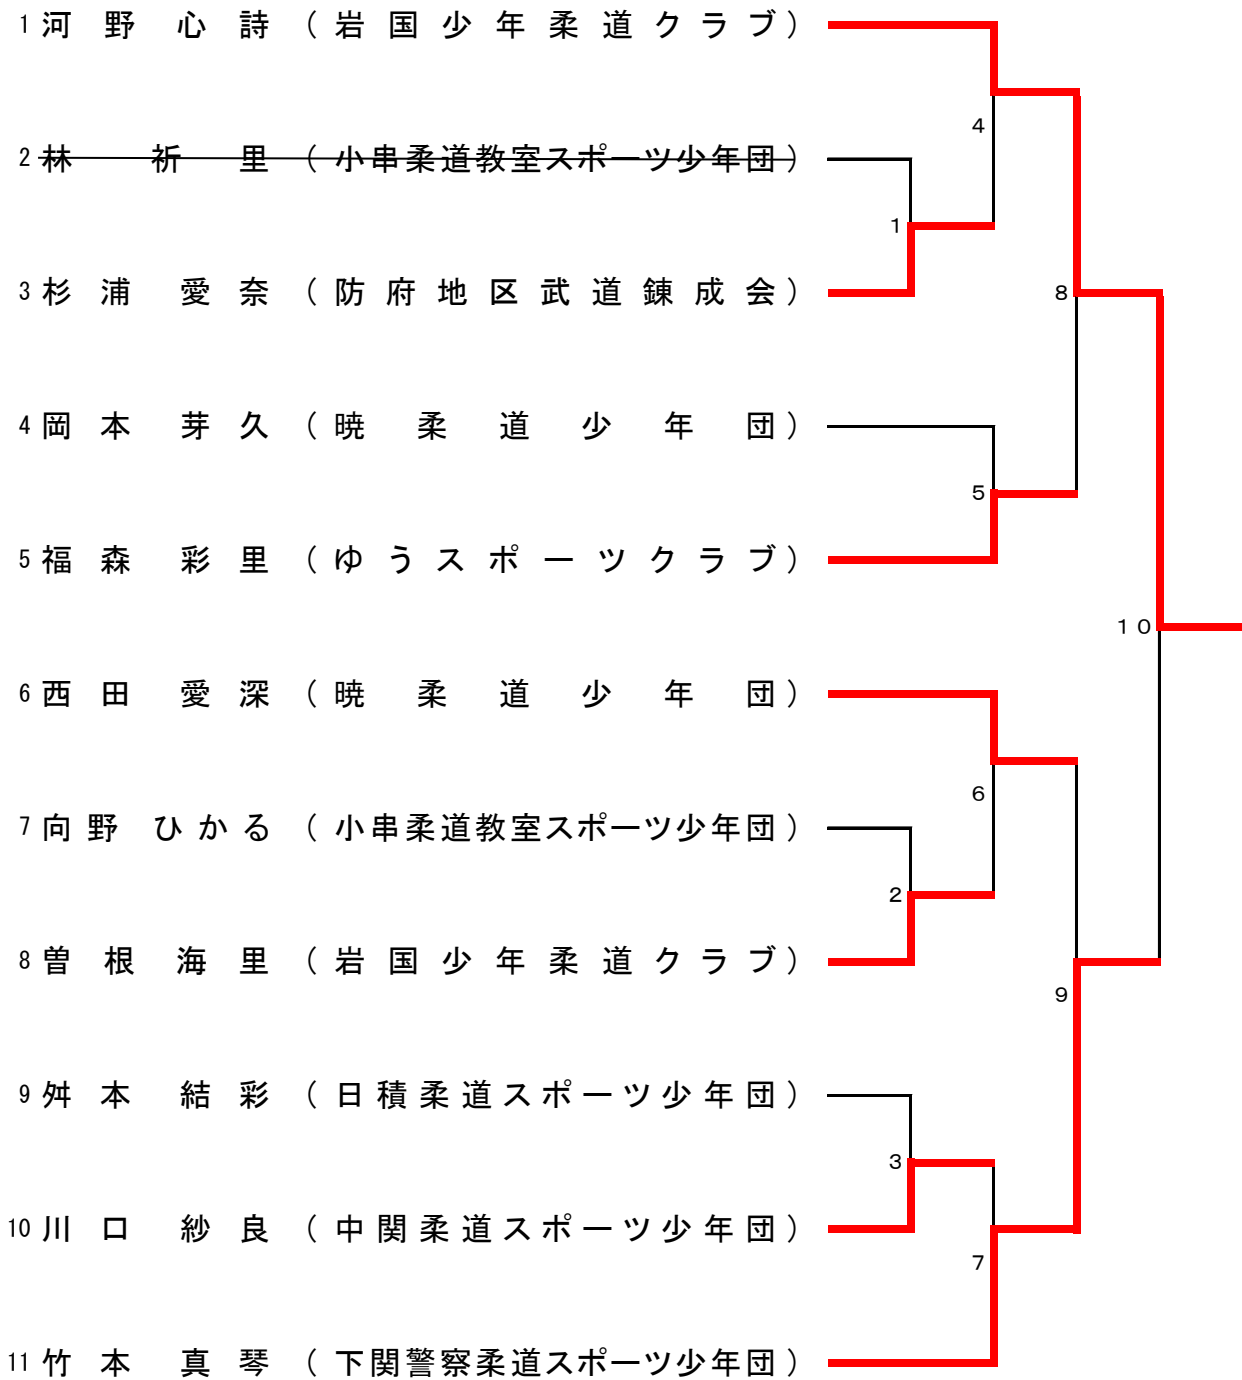 1 河野 心詩 (岩国少年柔道クラブ)
4
2 林 祈里 (小串柔道教室スポーツ少年団)
1
3 杉浦 愛奈 (防府地区武道錬成会)
8
4 岡本 芽久 (暁柔道少年団)
5
5 福森 彩里 (ゆうスポーツクラブ)
10
6 西田 愛深 (暁柔道少年団)
6
7 向野 ひかる (小串柔道教室スポーツ少年団)
2
8 曽根 海里 (岩国少年柔道クラブ)
9
9 舛本 結彩 (日積柔道スポーツ少年団)
3
10 川口 紗良 (中関柔道スポーツ少年団)
7
11 竹本 真琴 (下関警察柔道スポーツ少年団)